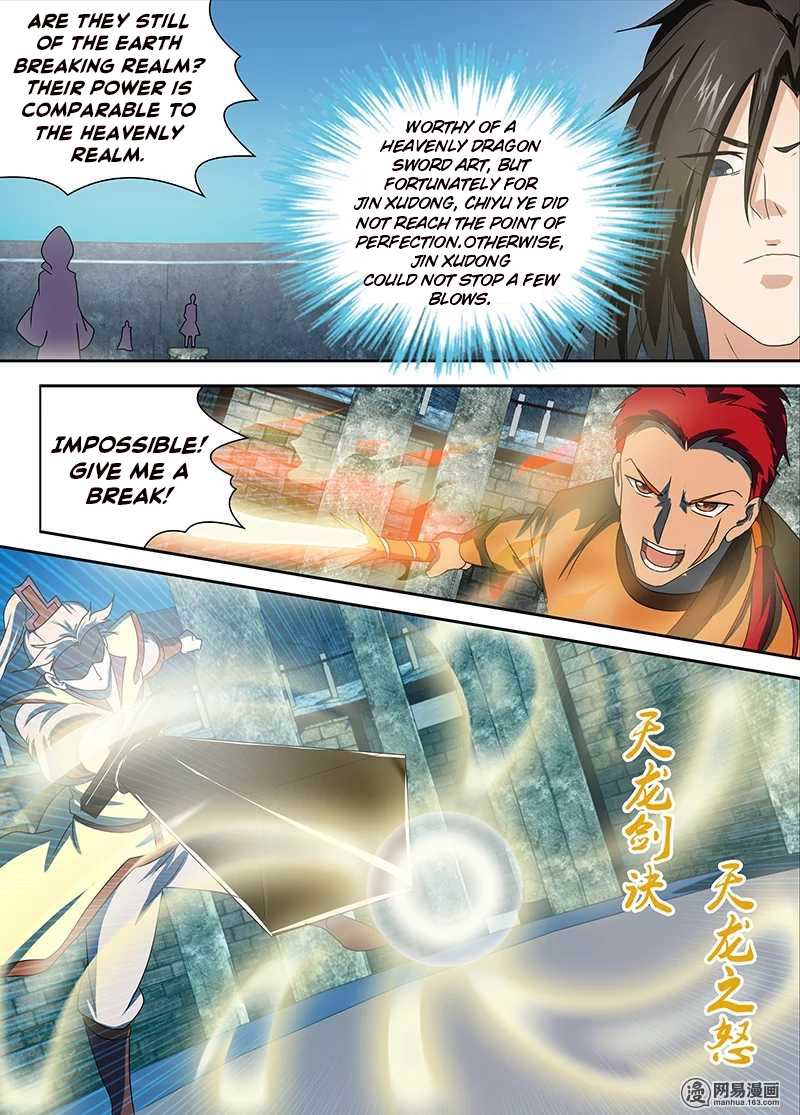 ARE THEY STILL
OF THE EARTH
BREAKING REALM?
THEIR POWER IS
COMPARABLE TO
THE HEAVENLY
REALM.
WORTHY OF A
HEAVENLY DRAGON
SWORD ART, BUT
FORTUNATELY FOR
JIN XUDONG, CHIYU YE DID
NOT REACH THE POINT OF
PERFECTION.OTHERWISE,
JIN XUDONG
COULD NOT STOP A FEW
BLOWS.
IMPOSSIBLE!
GIVE ME A
BREAK!
天龙剑诀
天龙之怒
漫 网易漫画
manhua.163.com